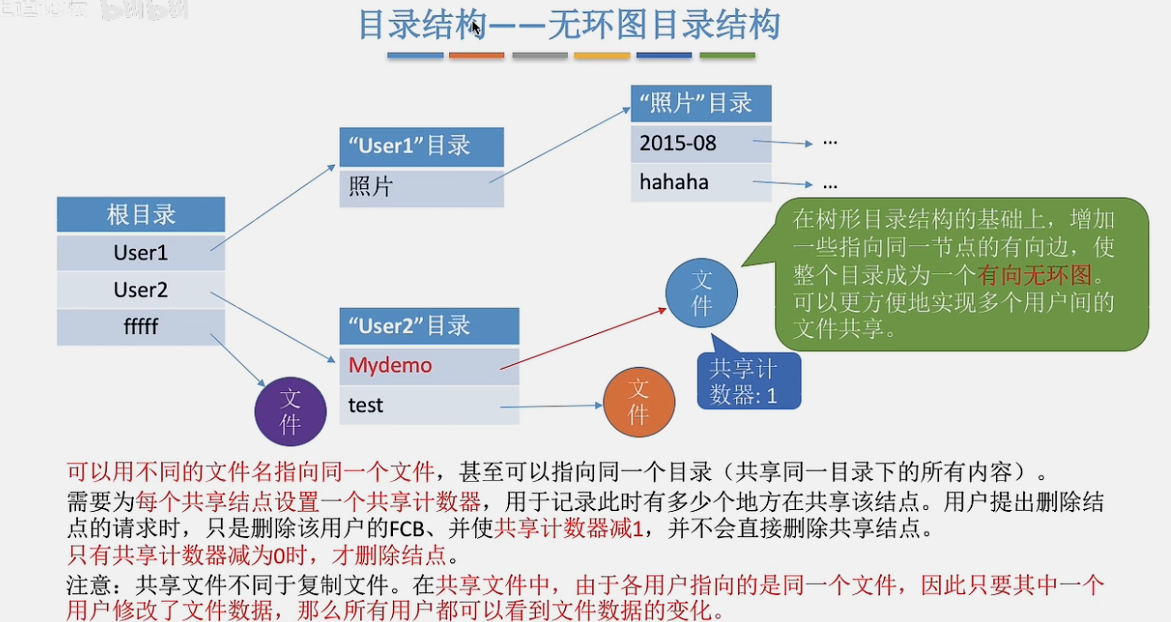 目录结构——无环图目录结构
“照片”目录
2015-08
...
hahaha
...
“User1”目录
照片
根目录
User1
User2
fffff
在树形目录结构的基础上，增加
一些指向同一节点的有向边，使
整个目录成为一个有向无环图。
可以更方便地实现多个用户间的
文件共享。
文
件
“User2”目录
Mydemo
test
共享计
数器: 1
文
件
文
件
可以用不同的文件名指向同一个文件，甚至可以指向同一个目录（共享同一目录下的所有内容）。
需要为每个共享结点设置一个共享计数器，用于记录此时有多少个地方在共享该结点。用户提出删除结
点的请求时，只是删除该用户的FCB、并使共享计数器减1，并不会直接删除共享结点。
只有共享计数器减为0时，才删除结点。
注意：共享文件不同于复制文件。在共享文件中，由于各用户指向的是同一个文件，因此只要其中一个
用户修改了文件数据，那么所有用户都可以看到文件数据的变化。